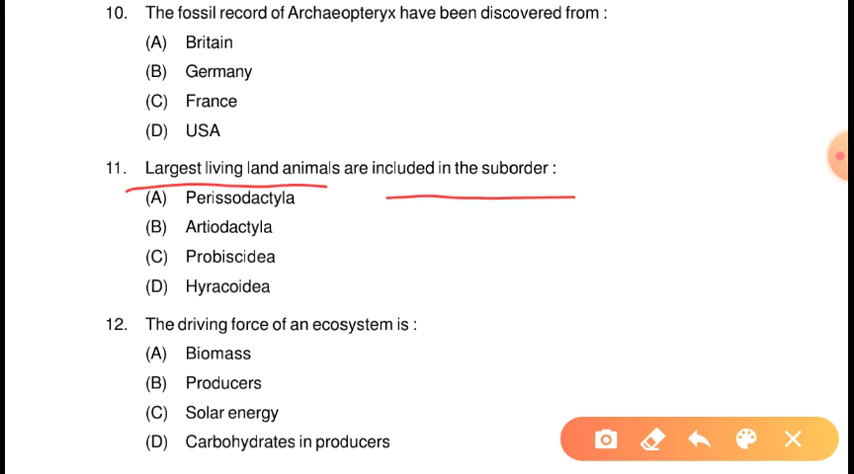 10. The fossil record of Archaeopteryx have been discovered from :
(A) Britain
(B) Germany
(C) France
(D) USA
11. Largest living land animals are included in the suborder :
(A) Perissodactyla
(B) Artiodactyla
(C) Probiscidea
(D) Hyracoidea
12. The driving force of an ecosystem is :
(A) Biomass
(B) Producers
(C) Solar energy
(D) Carbohydrates in producers